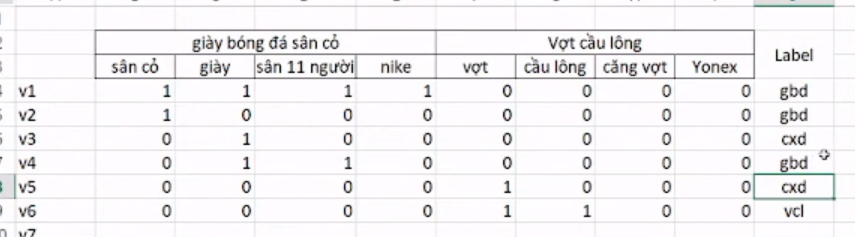 giày bóng đá sân cỏ Vợt cầu lông Label
sân cỏ giày sân 11 người nike vợt cầu lông căng vợt Yonex
v1 1 1 1 1 0 0 0 0 gbd
v2 1 0 0 0 0 0 0 0 gbd
v3 0 1 0 0 0 0 0 0 cxd
v4 0 1 1 0 0 0 0 0 gbd
v5 0 0 0 0 1 0 0 0 cxd
v6 0 0 0 0 1 1 0 0 vcl
v7